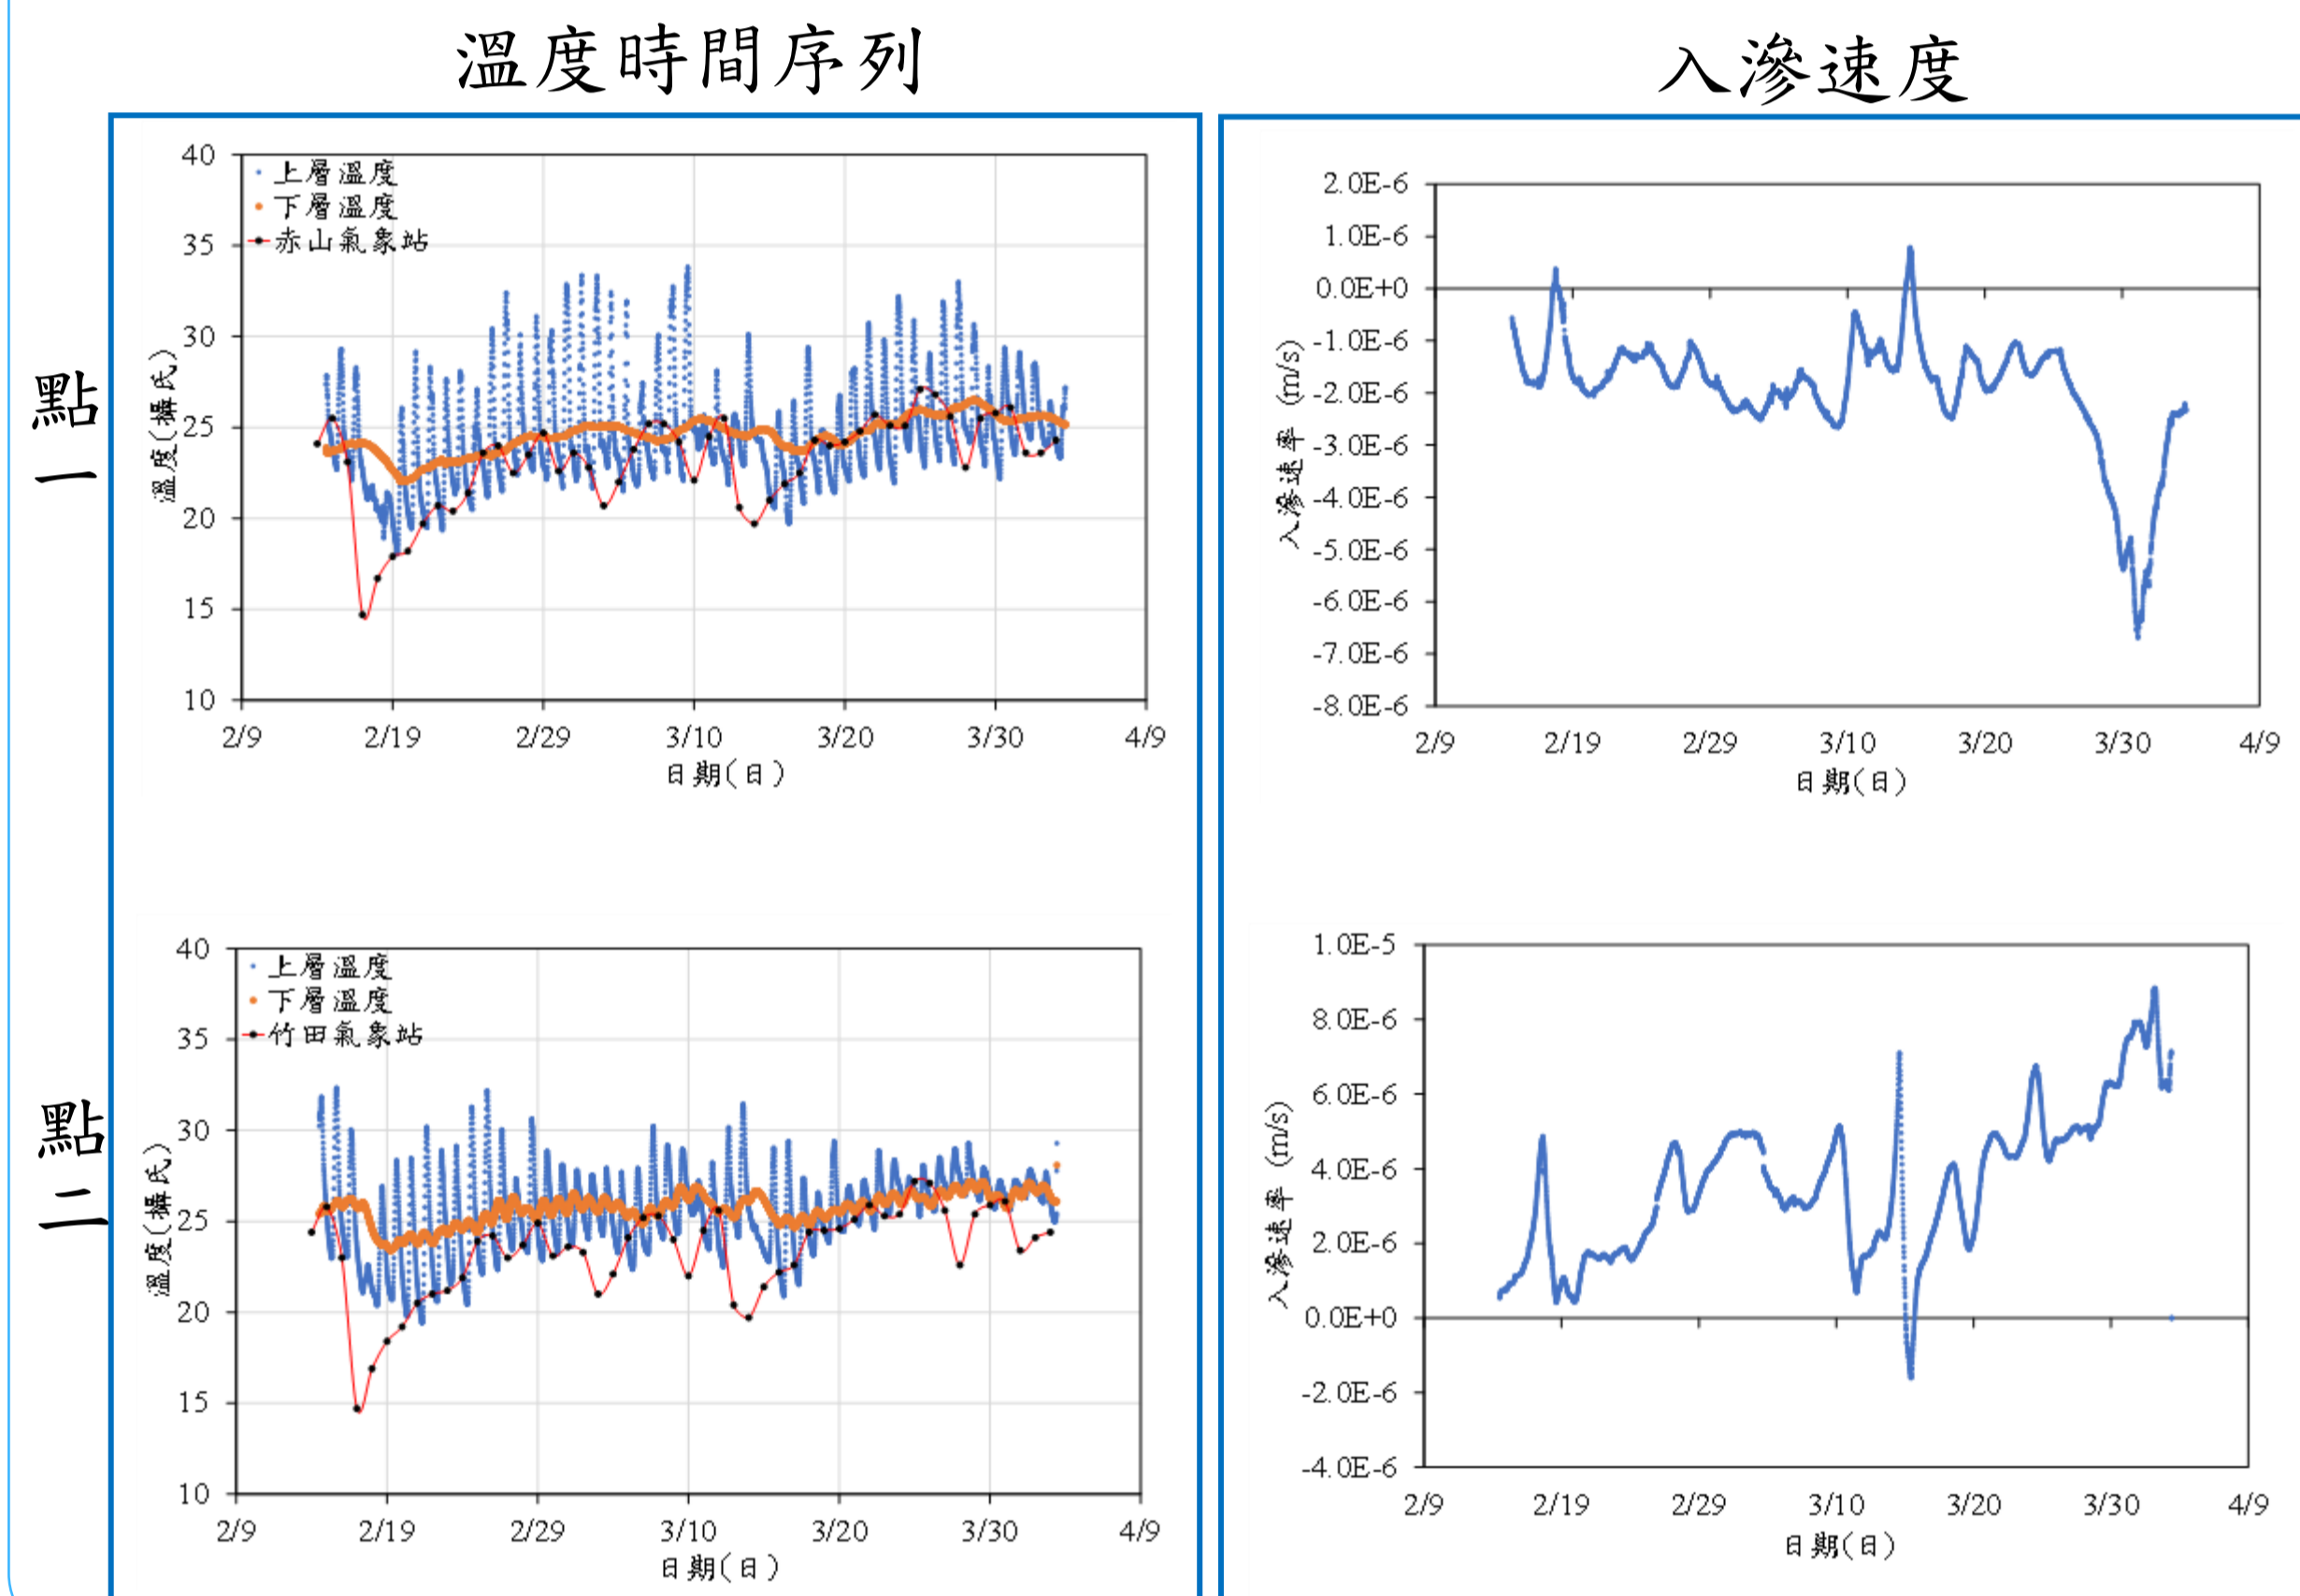 溫度時間序列
入滲速度
點一
40
35
30
25
20
15
10
溫度(攝氏)
上層溫度
下層溫度
赤山氣象站
2/9 2/19 2/29 3/10 3/20 3/30 4/9
日期(日)
2.0E-6
1.0E-6
0.0E+0
-1.0E-6
-2.0E-6
-3.0E-6
-4.0E-6
-5.0E-6
-6.0E-6
-7.0E-6
-8.0E-6
入滲速率 (m/s)
2/9 2/19 2/29 3/10 3/20 3/30 4/9
日期(日)
點二
40
35
30
25
20
15
10
溫度(攝氏)
上層溫度
下層溫度
竹田氣象站
2/9 2/19 2/29 3/10 3/20 3/30 4/9
日期(日)
1.0E-5
8.0E-6
6.0E-6
4.0E-6
2.0E-6
0.0E+0
-2.0E-6
-4.0E-6
入滲速率 (m/s)
2/9 2/19 2/29 3/10 3/20 3/30 4/9
日期(日)